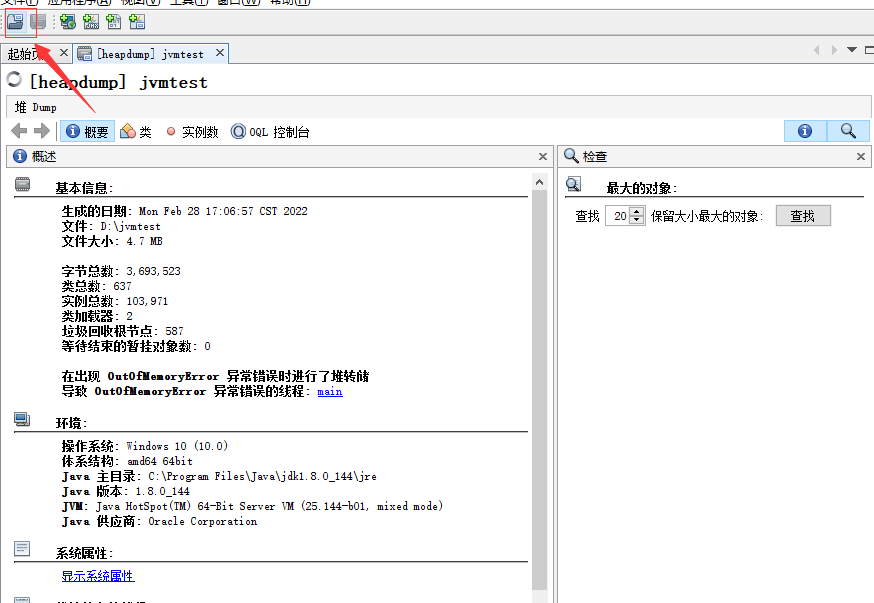 文件(F) 应用程序(A) 视图(V) 工具(T) 窗口(W) 帮助(H)
起始页
[heapdump] jvmtest
[heapdump] jvmtest
堆 Dump
概要 类 实例数 OQL 控制台
概述
基本信息:
生成的日期: Mon Feb 28 17:06:57 CST 2022
文件: D:\jvmtest
文件大小: 4.7 MB
字节总数: 3,693,523
类总数: 637
实例总数: 103,971
类加载器: 2
垃圾回收根节点: 587
等待结束的暂挂对象数: 0
在出现 OutOfMemoryError 异常错误时进行了堆转储
导致 OutOfMemoryError 异常错误的线程: main
环境:
操作系统: Windows 10 (10.0)
体系结构: amd64 64bit
Java 主目录: C:\Program Files\Java\jdk1.8.0_144\jre
Java 版本: 1.8.0_144
JVM: Java HotSpot(TM) 64-Bit Server VM (25.144-b01, mixed mode)
Java 供应商: Oracle Corporation
系统属性:
显示系统属性
检查
最大的对象:
查找 20 保留大小最大的对象: 查找